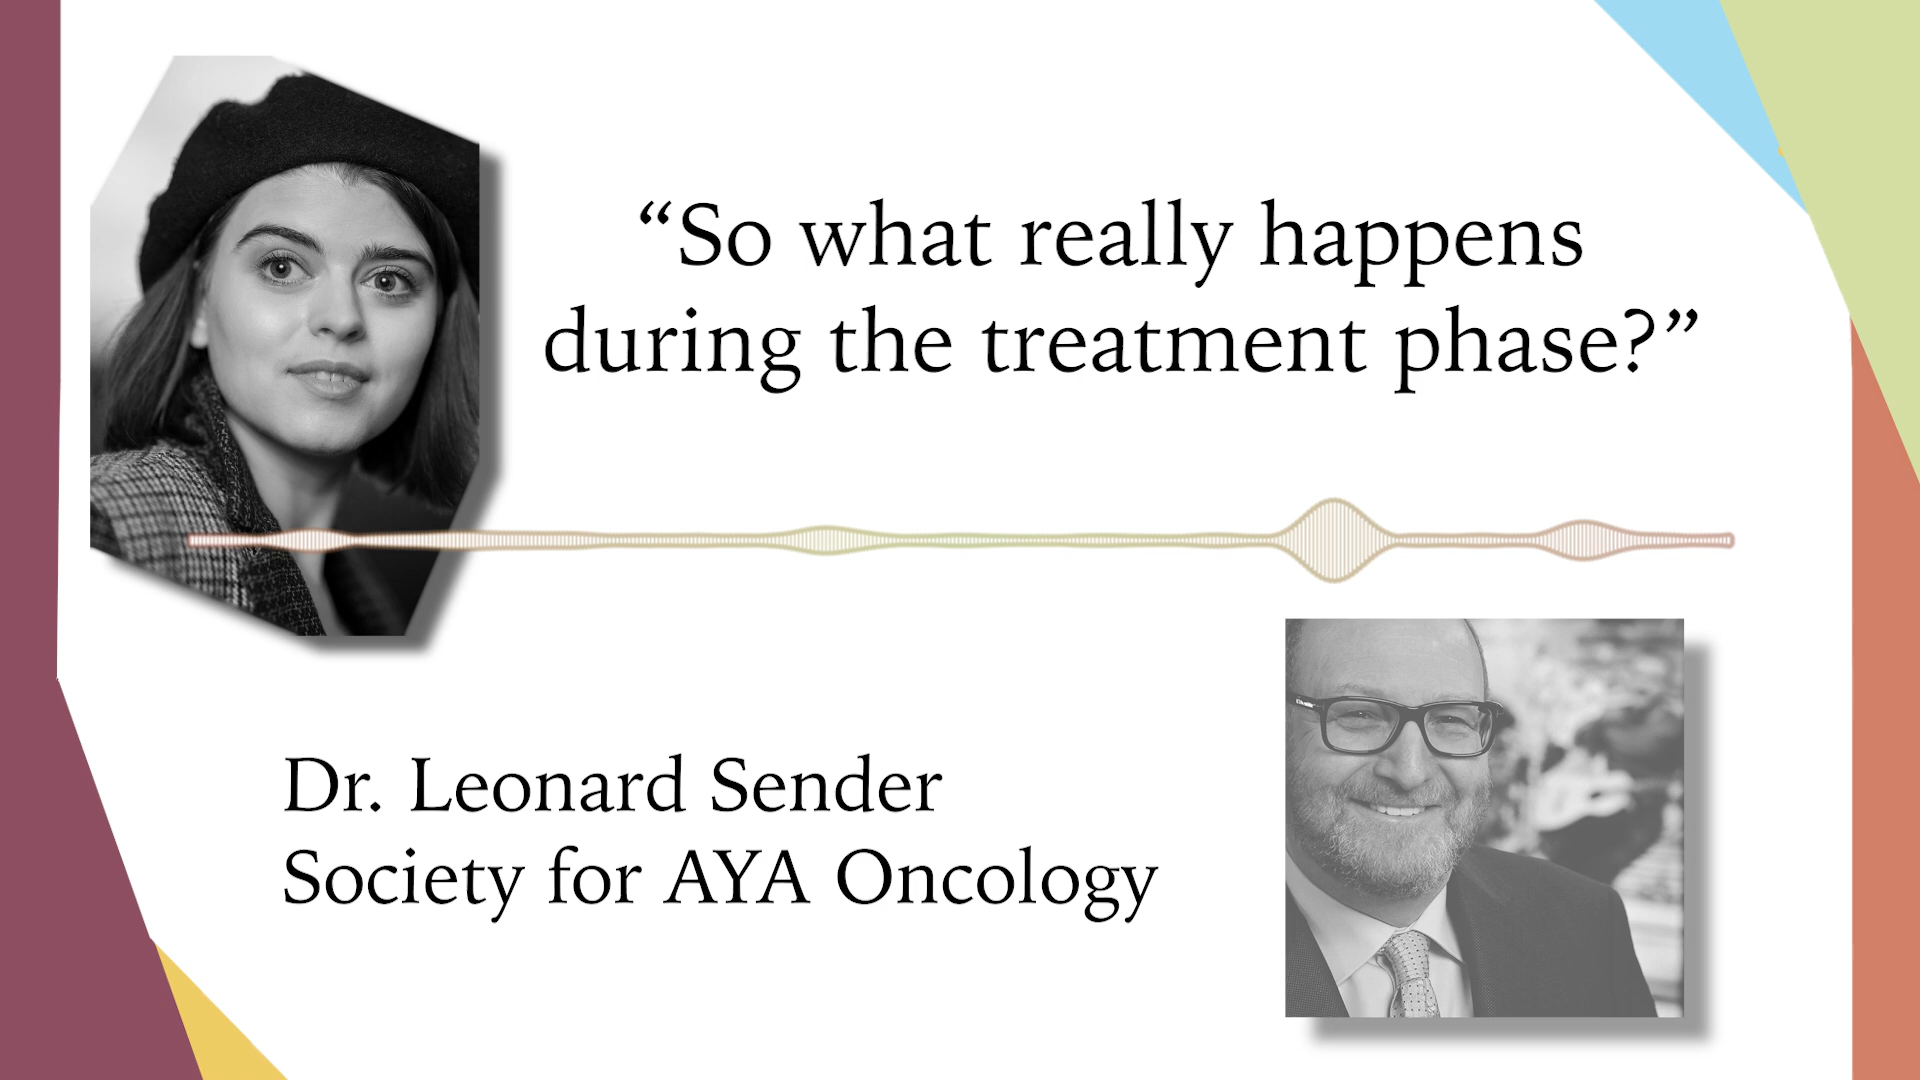 “So what really happens
during the treatment phase?”
Dr. Leonard Sender
Society for AYA Oncology